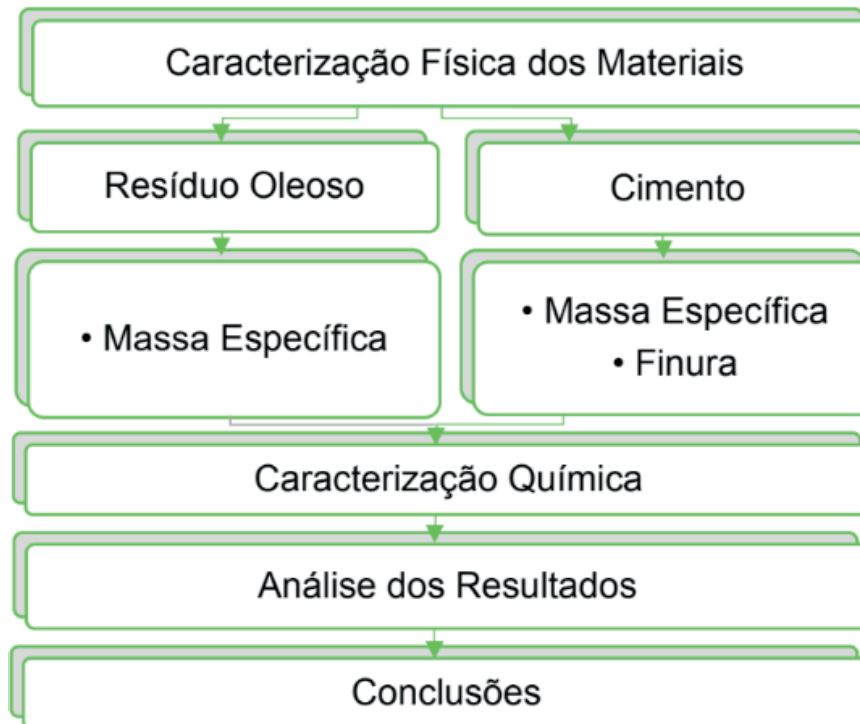 Caracterização Física dos Materiais
Resíduo Oleoso
Cimento
• Massa Específica
• Massa Específica
• Finura
Caracterização Química
Análise dos Resultados
Conclusões